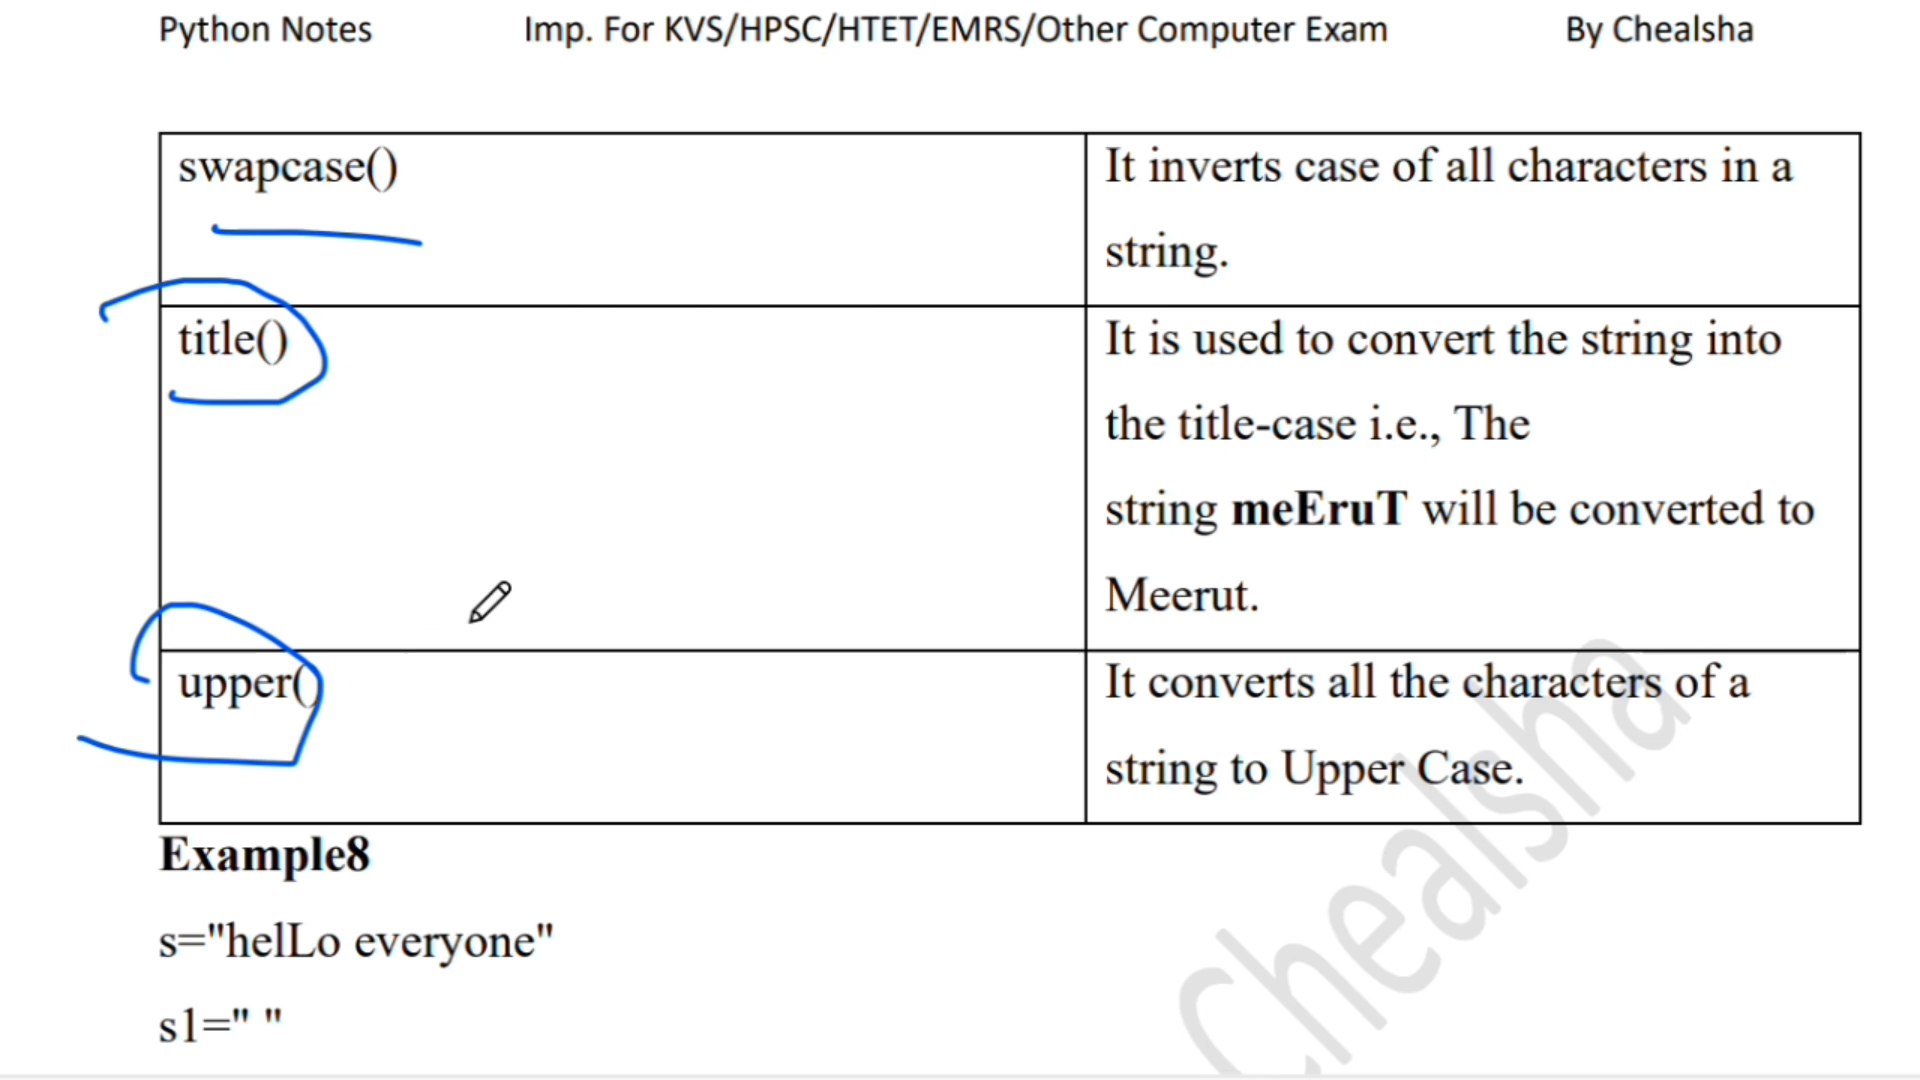 Python Notes Imp. For KVS/HPSC/HTET/EMRS/Other Computer Exam By Chealsha
swapcase()
It inverts case of all characters in a
string.
title()
It is used to convert the string into
the title-case i.e., The
string meEruT will be converted to
Meerut.
upper()
It converts all the characters of a
string to Upper Case.
Example8
s="helLo everyone"
s1=" "
Chealsha